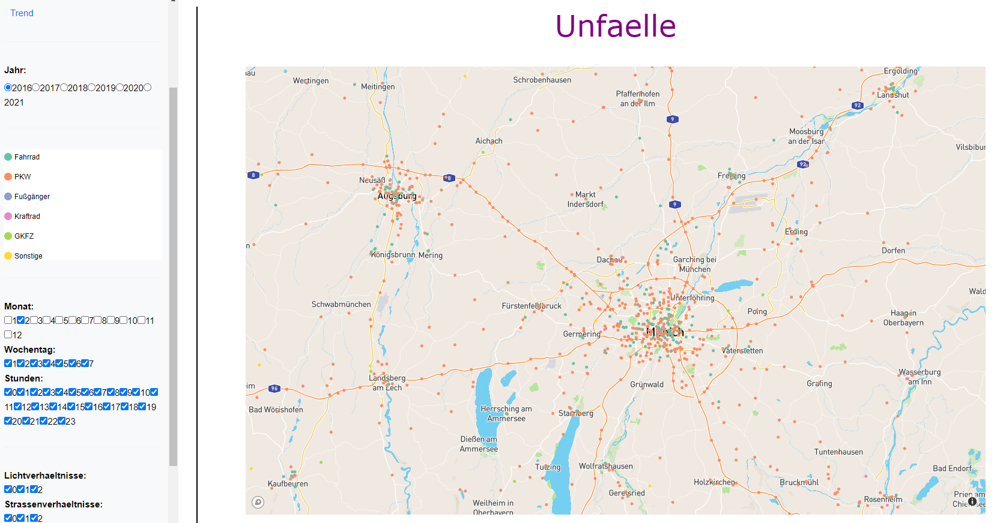 Trend
Jahr:
2016 2017 2018 2019 2020
2021
Fahrrad
PKW
Fußgänger
Kraftrad
GKFZ
Sonstige
Monat:
1 2 3 4 5 6 7 8 9 10 11
12
Wochentag:
1 2 3 4 5 6 7
Stunden:
0 1 2 3 4 5 6 7 8 9 10
11 12 13 14 15 16 17 18 19
20 21 22 23
Lichtverhaeltnisse:
0 1 2
Strassenverhaeltnisse:
0 1 2
Unfaelle
Wertingen
Meitingen
Schrobenhausen
Ergolding
Pfaffenhofen
an der Ilm
Landshut
92
9
Moosburg
an der Isar
Aichach
Vilsbibur
92
8
8
Neusäß
Freising
Augsburg
Markt
Indersdorf
9
Erding
Königsbrunn
Mering
Dachau
Garching bei
München
Dorfen
Schwabmünchen
Fürstenfeldbruck
Unterföhring
Wald
Poing
Haag in
Oberbayern
Germering
Munich
Vaterstetten
Landsberg
am Lech
Grünwald
Grafing
Wasserburg
am Inn
eim
96
Bad Wörishofen
Herrsching am
Ammersee
Starnberg
Dießen am
Ammersee
Tuntenhausen
Tutzing
Wolfratshausen
Bad Endorf
Kaufbeuren
Holzkirchen
Bruckmühl
Geretsried
Weilheim in
Oberbayern
Rosenheim
Prien am
Chiemsee